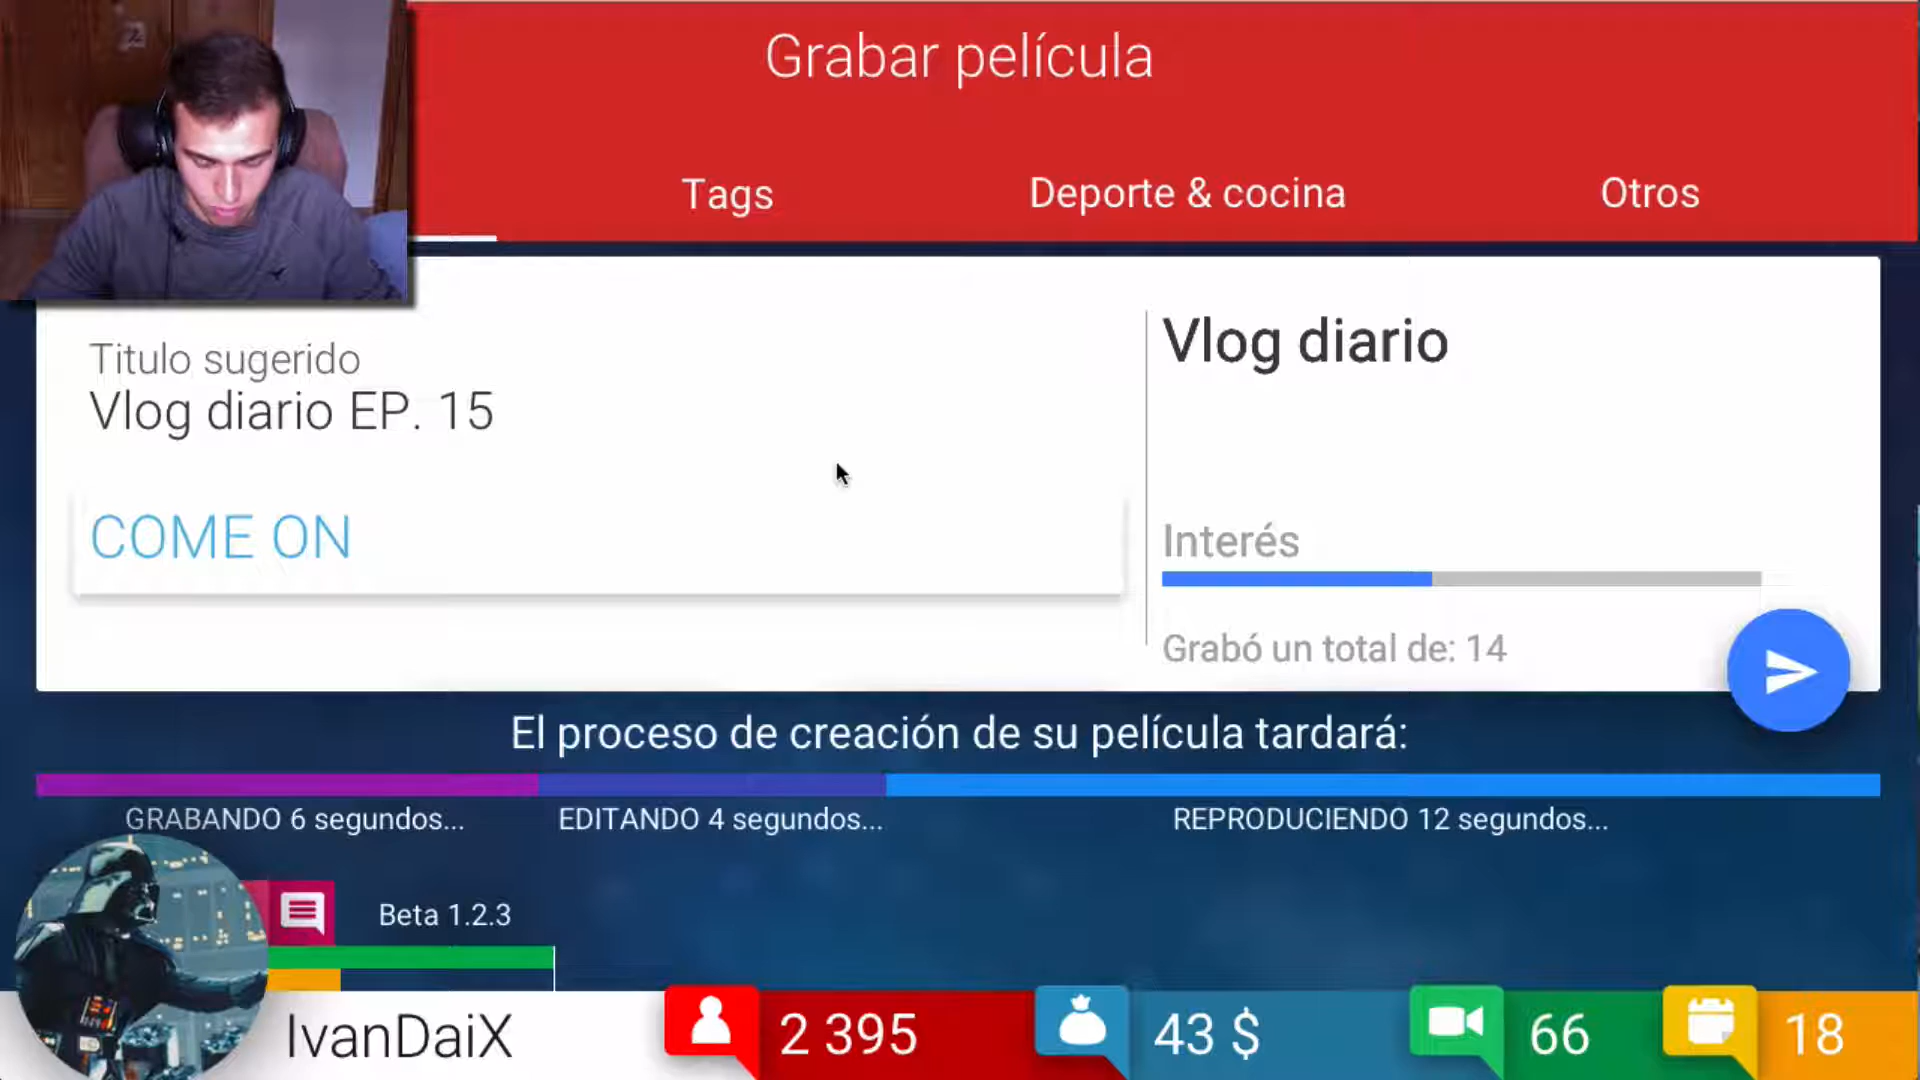 Grabar película
Tags
Deporte & cocina
Otros
Titulo sugerido
Vlog diario EP. 15
COME ON
Vlog diario
Interés
Grabó un total de: 14
El proceso de creación de su película tardará:
GRABANDO 6 segundos...
EDITANDO 4 segundos...
REPRODUCIENDO 12 segundos...
Beta 1.2.3
IvanDaiX
2 395
43 $
66
18